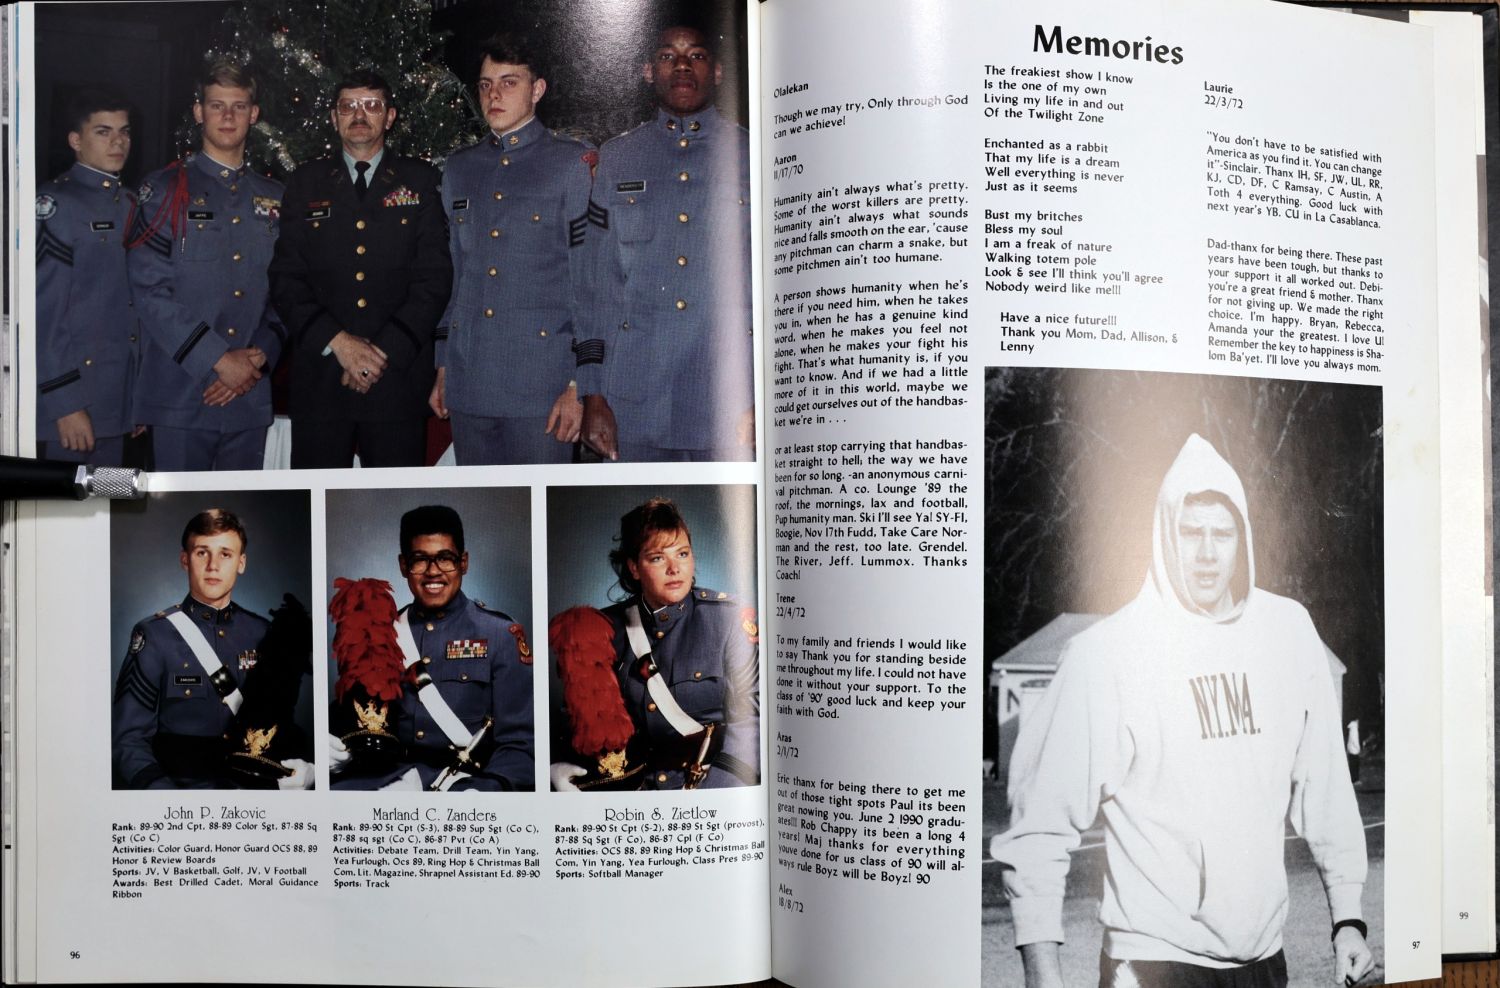 John P. Zakovic
Rank: 89-90 2nd Cpt, 88-89 Color Sgt, 87-88 Sq
Sgt (Co C)
Activities: Color Guard, Honor Guard OCS 88, 89
Honor & Review Boards
Sports: JV, V Basketball, Golf, JV, V Football
Awards: Best Drilled Cadet, Moral Guidance
Ribbon
Marland C. Zanders
Rank: 89-90 St Cpt (S-3), 88-89 Sup Sgt (Co C),
87-88 sq sgt (Co C), 86-87 Pvt (Co A)
Activities: Debate Team, Drill Team, Yin Yang,
Yea Furlough, Ocs 89, Ring Hop & Christmas Ball
Com, Lit. Magazine, Shrapnel Assistant Ed. 89-90
Sports: Track
Robin S. Zietlow
Rank: 89-90 St Cpt (S-2), 88-89 St Sgt (provost),
87-88 Sq Sgt (F Co), 86-87 Cpl (F Co)
Activities: OCS 88, 89 Ring Hop & Christmas Ball
Com, Yin Yang, Yea Furlough, Class Pres 89-90
Sports: Softball Manager
96
Memories
Olalekan
Though we may try, Only through God
can we achieve!
Aaron
11/17/70
Humanity ain't always what's pretty.
Some of the worst killers are pretty.
Humanity ain't always what sounds
nice and falls smooth on the ear, 'cause
any pitchman can charm a snake, but
some pitchmen ain't too humane.
A person shows humanity when he's
there if you need him, when he takes
you in, when he has a genuine kind
word, when he makes you feel not
alone, when he makes your fight his
fight. That's what humanity is, if you
want to know. And if we had a little
more of it in this world, maybe we
could get ourselves out of the handbas-
ket we're in . . .
or at least stop carrying that handbas-
ket straight to hell; the way we have
been for so long. -an anonymous carni-
val pitchman. A co. Lounge '89 the
roof, the mornings, lax and football,
Pup humanity man. Ski I'll see Ya! SY-FI,
Boogie, Nov 17th Fudd, Take Care Nor-
man and the rest, too late. Grendel.
The River, Jeff. Lummox. Thanks
Coach!
Trene
22/4/72
To my family and friends I would like
to say Thank you for standing beside
me throughout my life. I could not have
done it without your support. To the
class of '90' good luck and keep your
faith with God.
Aras
2/1/72
Eric thanx for being there to get me
out of those tight spots Paul its been
great nowing you. June 2 1990 gradu-
ates!!! Rob Chappy its been a long 4
years! Maj thanks for everything
youve done for us class of 90 will al-
ways rule Boyz will be Boyz! 90
Alex
18/8/72
The freakiest show I know
Is the one of my own
Living my life in and out
Of the Twilight Zone
Enchanted as a rabbit
That my life is a dream
Well everything is never
Just as it seems
Bust my britches
Bless my soul
I am a freak of nature
Walking totem pole
Look & see I'll think you'll agree
Nobody weird like me!!!
Have a nice future!!!
Thank you Mom, Dad, Allison, &
Lenny
Laurie
22/3/72
"You don't have to be satisfied with
America as you find it. You can change
it"-Sinclair. Thanx IH, SF, JW, UL, RR,
KJ, CD, DF, C Ramsay, C Austin, A
Toth 4 everything. Good luck with
next year's YB. CU in La Casablanca.
Dad-thanx for being there. These past
years have been tough, but thanks to
your support it all worked out. Debi-
you're a great friend & mother. Thanx
for not giving up. We made the right
choice. I'm happy. Bryan, Rebecca,
Amanda your the greatest. I love U!
Remember the key to happiness is Sha-
lom Ba'yet. I'll love you always mom.
N.Y.M.A.
97
99